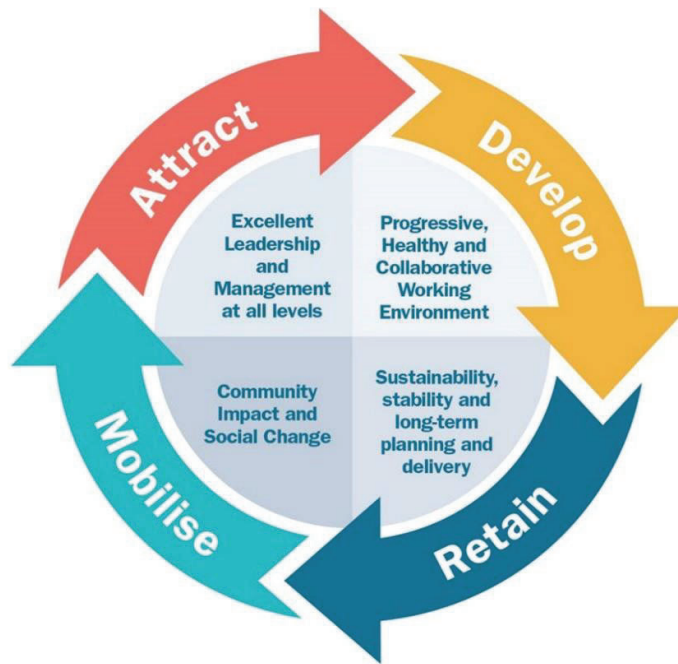 Attract
Develop
Excellent
Leadership
and
Management
at all levels
Progressive,
Healthy and
Collaborative
Working
Environment
Community
Impact and
Social Change
Sustainability,
stability and
long-term
planning and
delivery
Mobilise
Retain